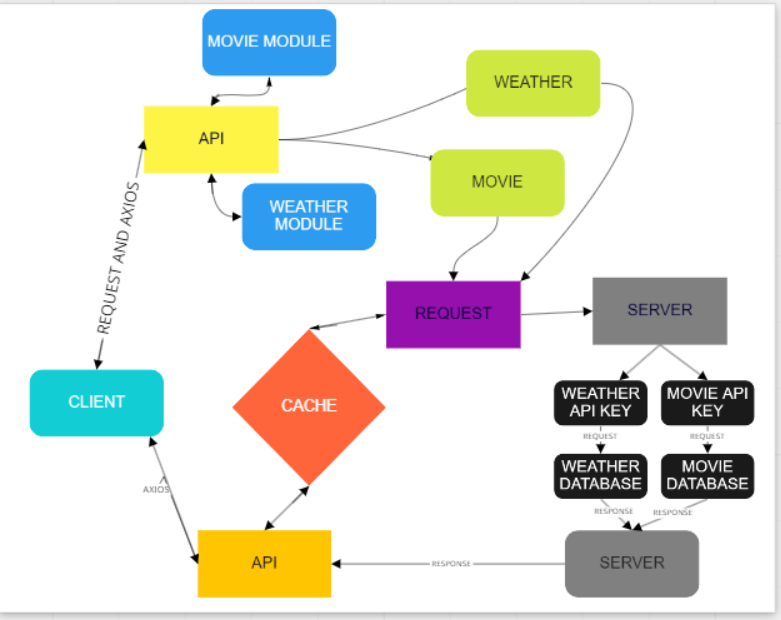 MOVIE MODULE
WEATHER
API
MOVIE
WEATHER
MODULE
REQUEST AND AXIOS
REQUEST
SERVER
CLIENT
CACHE
WEATHER
API KEY
MOVIE API
KEY
REQUEST
REQUEST
WEATHER
DATABASE
MOVIE
DATABASE
AXIOS
RESPONSE
RESPONSE
API
RESPONSE
SERVER